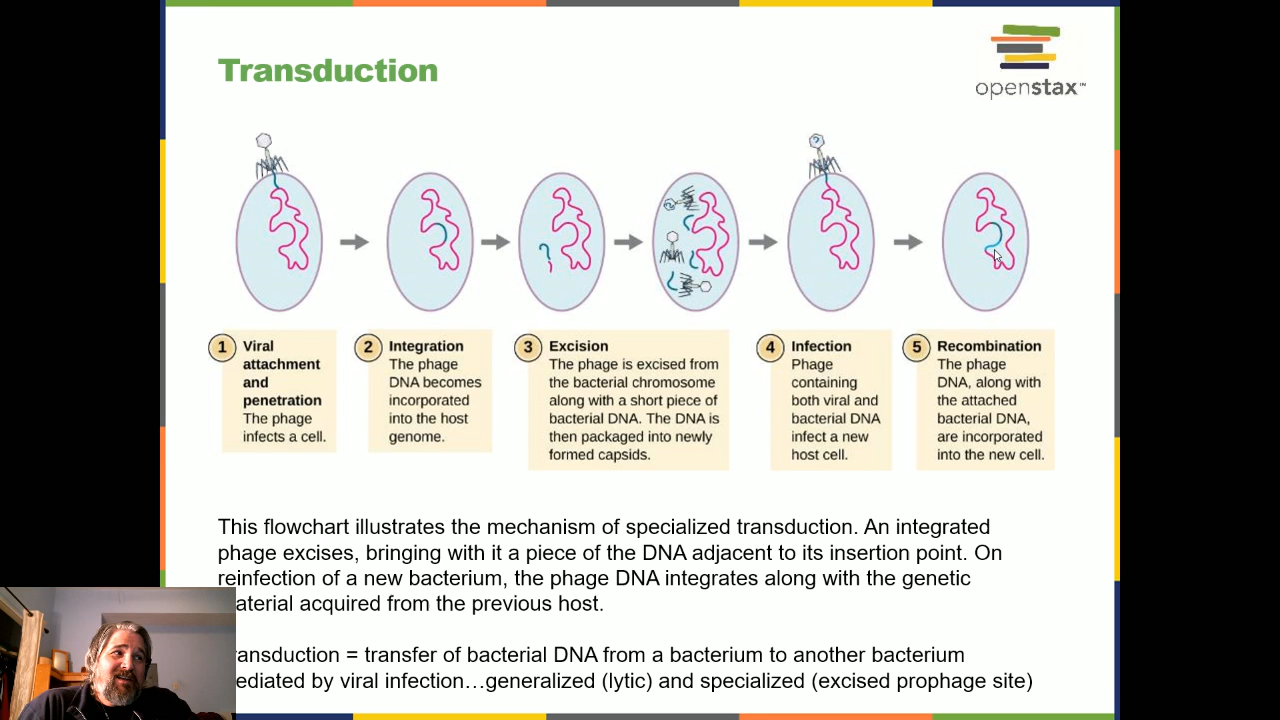 Transduction
openstax™
1 Viral
attachment
and
penetration
The phage
infects a cell.
2 Integration
The phage
DNA becomes
incorporated
into the host
genome.
3 Excision
The phage is excised from
the bacterial chromosome
along with a short piece of
bacterial DNA. The DNA is
then packaged into newly
formed capsids.
4 Infection
Phage
containing
both viral and
bacterial DNA
infect a new
host cell.
5 Recombination
The phage
DNA, along with
the attached
bacterial DNA,
are incorporated
into the new cell.
This flowchart illustrates the mechanism of specialized transduction. An integrated
phage excises, bringing with it a piece of the DNA adjacent to its insertion point. On
reinfection of a new bacterium, the phage DNA integrates along with the genetic
aterial acquired from the previous host.
ransduction = transfer of bacterial DNA from a bacterium to another bacterium
ediated by viral infection…generalized (lytic) and specialized (excised prophage site)